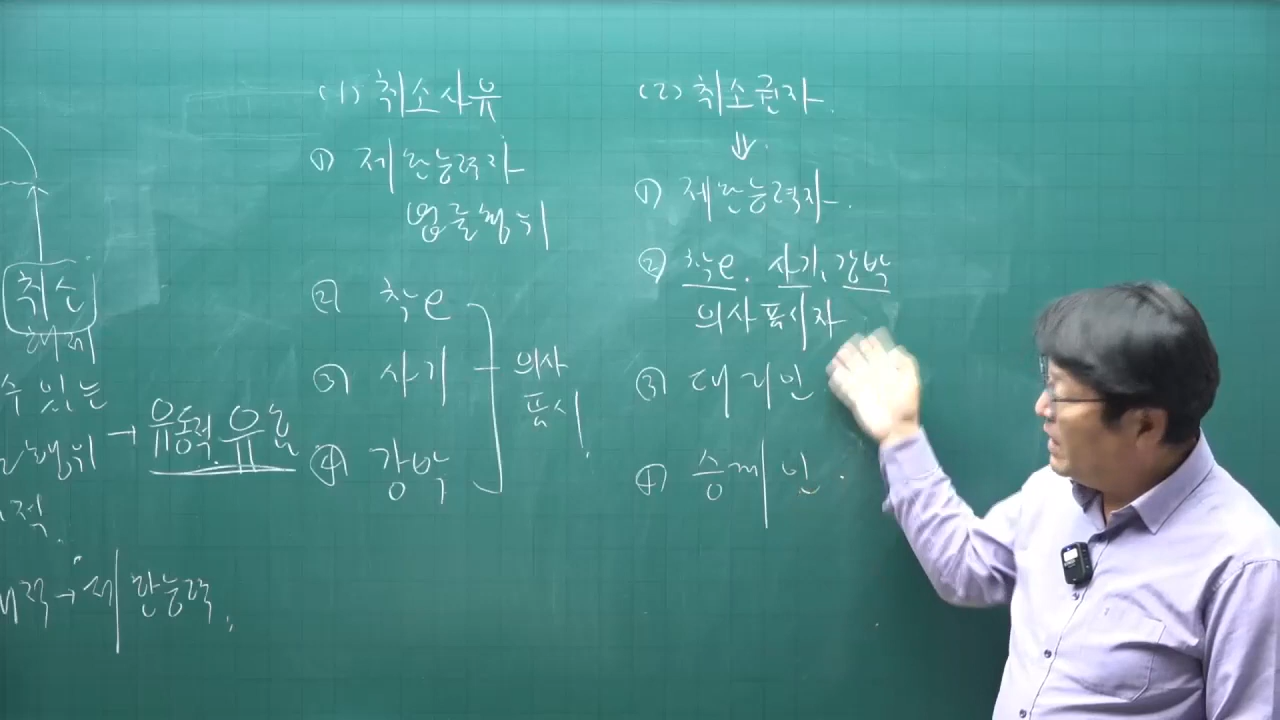 취소
해제
수 있는
행위 → 유동적 유효
→ 제한능력
(1) 취소사유
① 제한능력자
법률행위
② 착오
③ 사기
④ 강박
의사
표시
(2) 취소권자.
⇓
① 제한능력자.
② 착오. 사기, 강박
의사표시자
③ 대리인
④ 승계인.